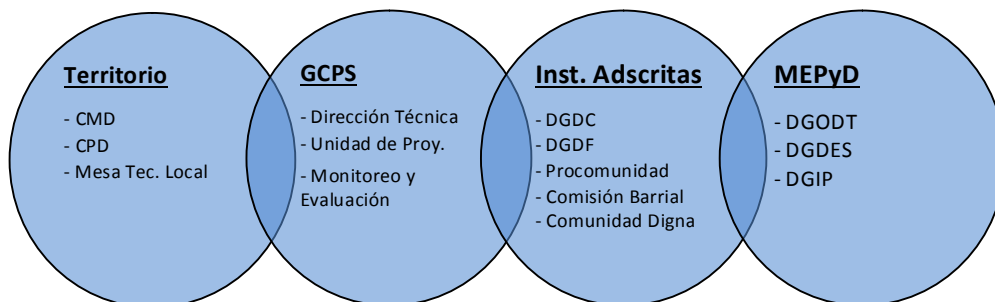 Territorio
- CMD
- CPD
- Mesa Tec. Local
GCPS
- Dirección Técnica
- Unidad de Proy.
- Monitoreo y
Evaluación
Inst. Adscritas
- DGDC
- DGDF
- Procomunidad
- Comisión Barrial
- Comunidad Digna
MEPyD
- DGODT
- DGDES
- DGIP